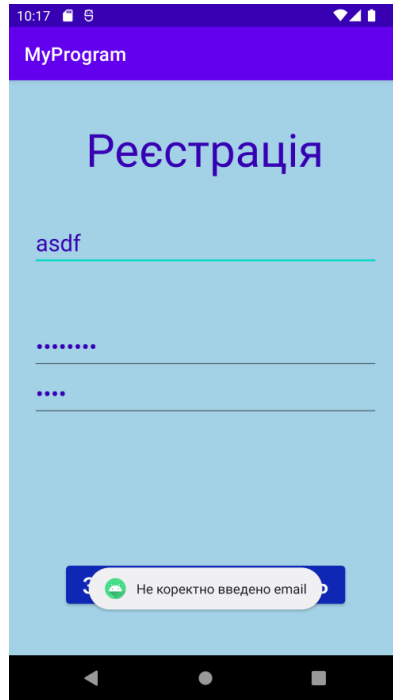 10:17
MyProgram
Реєстрація
asdf
••••••••
••••
Не коректно введено email